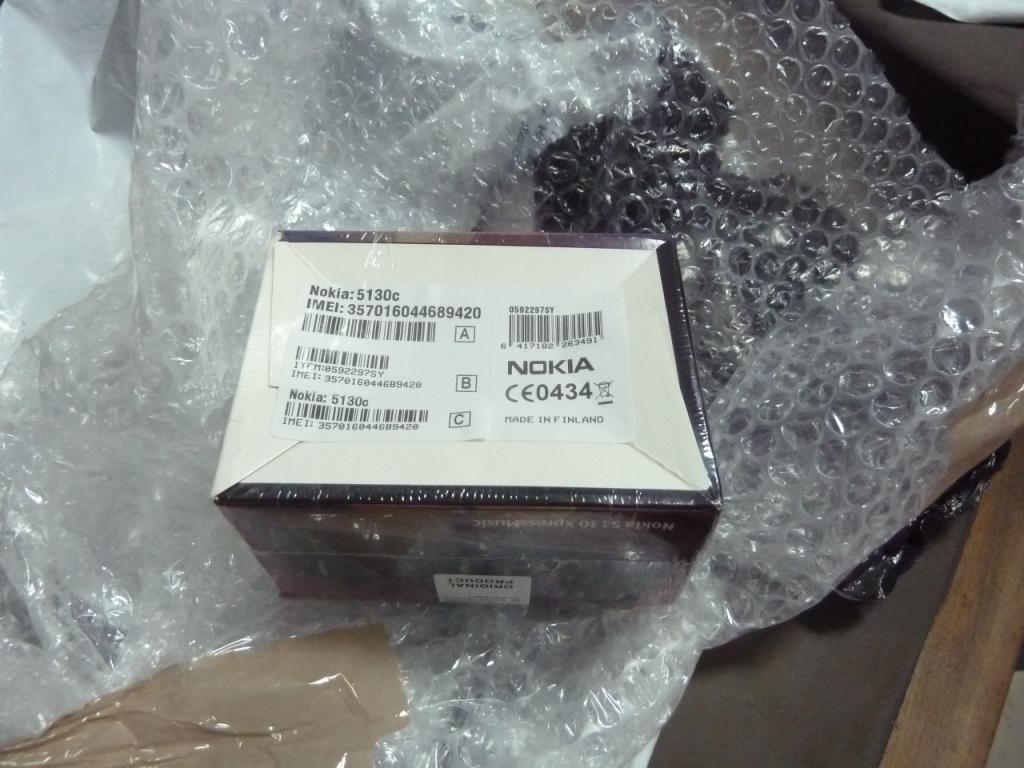 Nokia: 5130c
IMEI: 357016044689420
A
ITEM:0592297SY
IMEI: 357016044689420
B
Nokia: 5130c
IMEI: 357016044689420
C
0592297SY
6 417182 263491
NOKIA
CE0434
MADE IN FINLAND
Nokia 5130 XpressMusic
ORIGINAL
PRODUCT